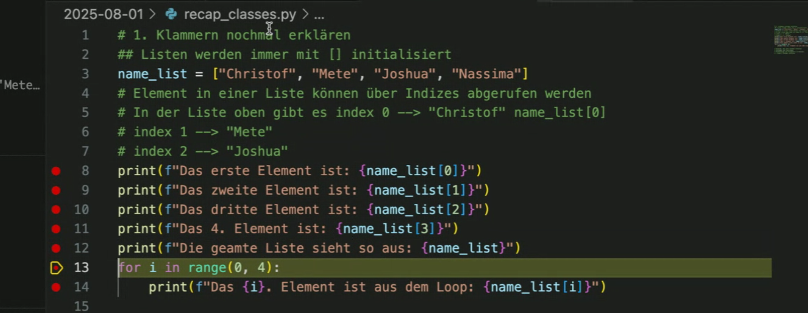 2025-08-01 > recap_classes.py > ...
1 # 1. Klammern nochmal erklären
2 ## Listen werden immer mit [] initialisiert
3 name_list = ["Christof", "Mete", "Joshua", "Nassima"]
'Mete...
4 # Element in einer Liste können über Indizes abgerufen werden
5 # In der Liste oben gibt es index 0 --> "Christof" name_list[0]
6 # index 1 --> "Mete"
7 # index 2 --> "Joshua"
8 print(f"Das erste Element ist: {name_list[0]}")
9 print(f"Das zweite Element ist: {name_list[1]}")
10 print(f"Das dritte Element ist: {name_list[2]}")
11 print(f"Das 4. Element ist: {name_list[3]}")
12 print(f"Die geamte Liste sieht so aus: {name_list}")
13 for i in range(0, 4):
14     print(f"Das {i}. Element ist aus dem Loop: {name_list[i]}")
15